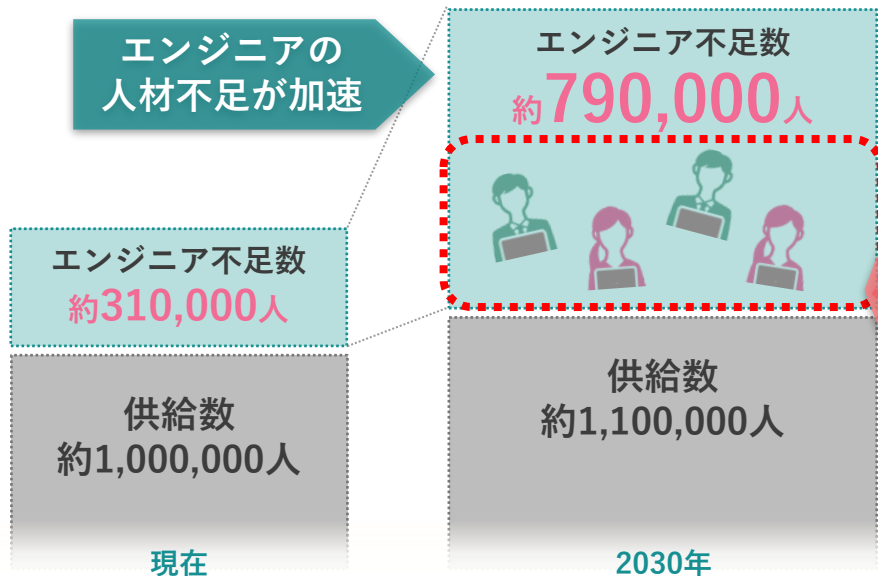 エンジニアの
人材不足が加速
エンジニア不足数
約790,000人
エンジニア不足数
約310,000人
供給数
約1,000,000人
供給数
約1,100,000人
現在
2030年